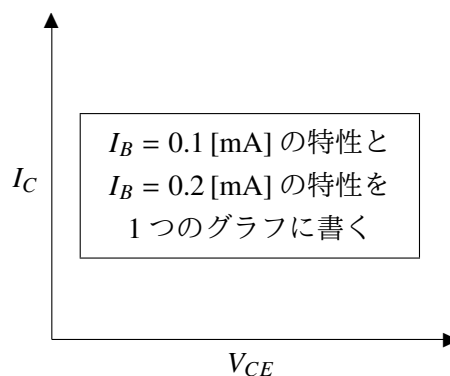 I_B = 0.1 [mA] の特性と
I_B = 0.2 [mA] の特性を
1 つのグラフに書く
I_C
V_CE